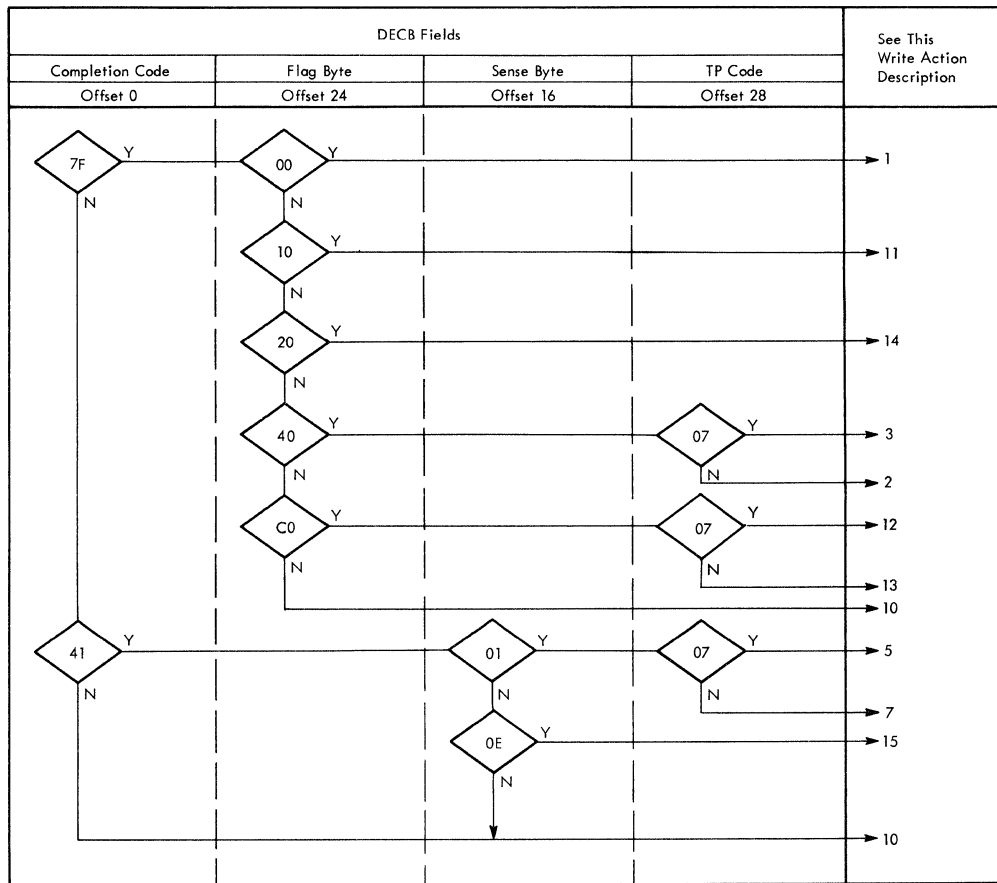 DECB Fields
See This
Write Action
Description
Completion Code Flag Byte Sense Byte TP Code
Offset 0 Offset 24 Offset 16 Offset 28
7F Y 00 Y 1
N N
10 Y 11
N
20 Y 14
N
40 Y 07 Y 3
N N 2
C0 Y 07 Y 12
N N 13
10
41 Y 01 Y 07 Y 5
N N N 7
0E Y 15
N
10